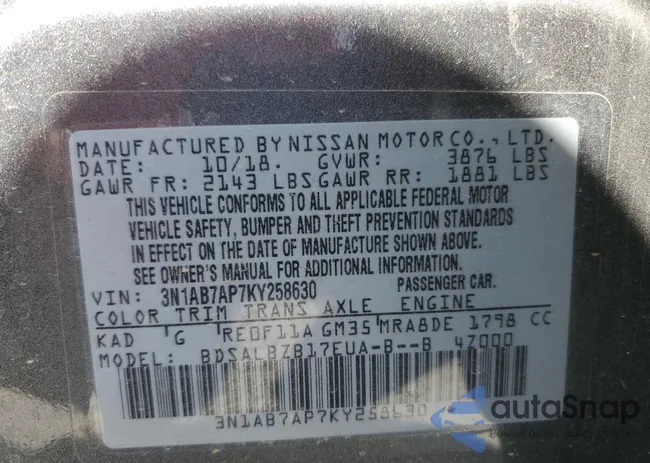 MANUFACTURED BY NISSAN MOTOR CO., LTD.
DATE: 10/18. GVWR: 3876 LBS
GAWR FR: 2143 LBS GAWR RR: 1881 LBS
THIS VEHICLE CONFORMS TO ALL APPLICABLE FEDERAL MOTOR
VEHICLE SAFETY, BUMPER AND THEFT PREVENTION STANDARDS
IN EFFECT ON THE DATE OF MANUFACTURE SHOWN ABOVE.
SEE OWNER'S MANUAL FOR ADDITIONAL INFORMATION.
VIN: 3N1AB7AP7KY258630 PASSENGER CAR.
COLOR TRIM TRANS AXLE ENGINE
KAD G RE0F11A GM35 MRA8DE 1798 CC
MODEL: BDSALBZB17EUA-B--B 4Z000
3N1AB7AP7KY258630
autaSnap